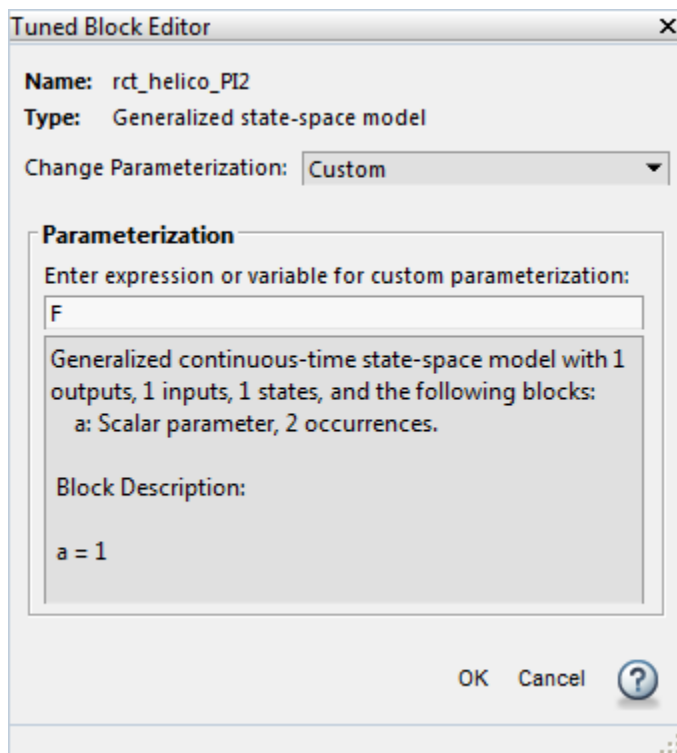 Tuned Block Editor
Name: rct_helico_PI2
Type: Generalized state-space model
Change Parameterization: Custom
Parameterization
Enter expression or variable for custom parameterization:
F
Generalized continuous-time state-space model with 1
outputs, 1 inputs, 1 states, and the following blocks:
a: Scalar parameter, 2 occurrences.
Block Description:
a = 1
OK Cancel ?